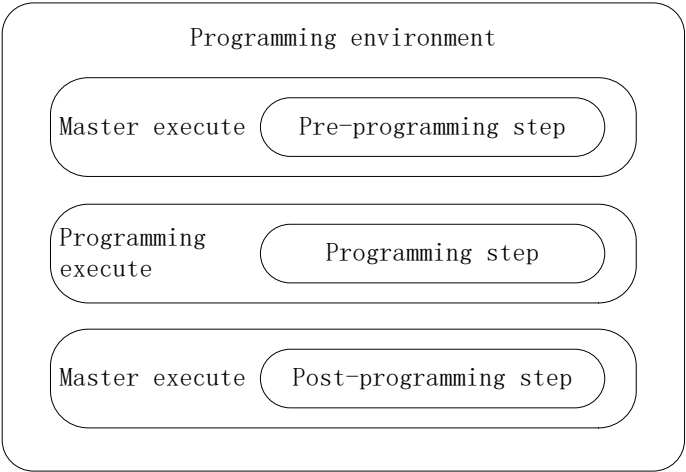 Programming environment
Master execute
Pre-programming step
Programming
execute
Programming step
Master execute
Post-programming step